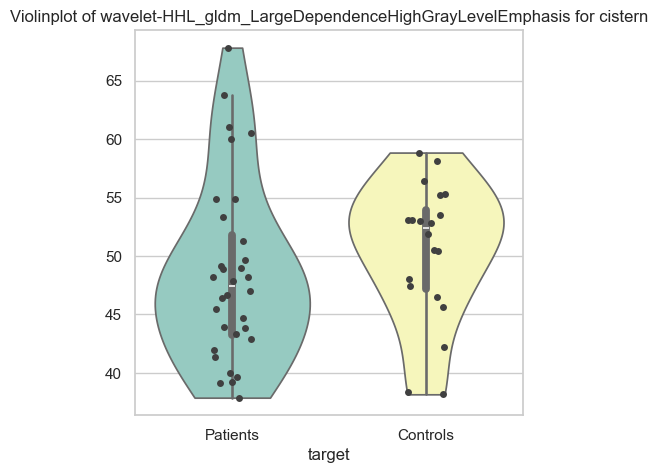 Violinplot of wavelet-HHL_gldm_LargeDependenceHighGrayLevelEmphasis for cistern
65
60
55
50
45
40
Patients
Controls
target